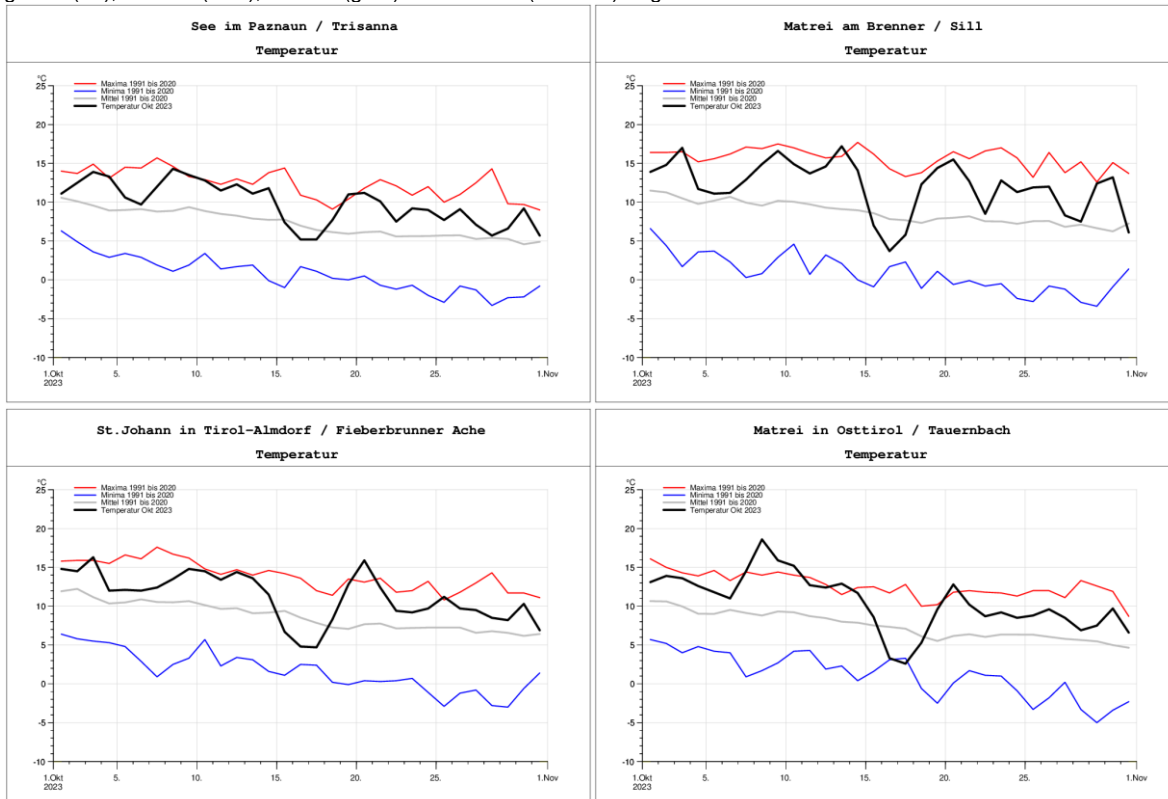 See im Paznaun / Trisanna
Temperatur
°C
Maxima 1991 bis 2020
Minima 1991 bis 2020
Mittel 1991 bis 2020
Temperatur Okt 2023
25
20
15
10
5
0
-5
-10
1.Okt 5. 10. 15. 20. 25. 1.Nov
2023
Matrei am Brenner / Sill
Temperatur
°C
Maxima 1991 bis 2020
Minima 1991 bis 2020
Mittel 1991 bis 2020
Temperatur Okt 2023
25
20
15
10
5
0
-5
-10
1.Okt 5. 10. 15. 20. 25. 1.Nov
2023
St.Johann in Tirol-Almdorf / Fieberbrunner Ache
Temperatur
°C
Maxima 1991 bis 2020
Minima 1991 bis 2020
Mittel 1991 bis 2020
Temperatur Okt 2023
25
20
15
10
5
0
-5
-10
1.Okt 5. 10. 15. 20. 25. 1.Nov
2023
Matrei in Osttirol / Tauernbach
Temperatur
°C
Maxima 1991 bis 2020
Minima 1991 bis 2020
Mittel 1991 bis 2020
Temperatur Okt 2023
25
20
15
10
5
0
-5
-10
1.Okt 5. 10. 15. 20. 25. 1.Nov
2023